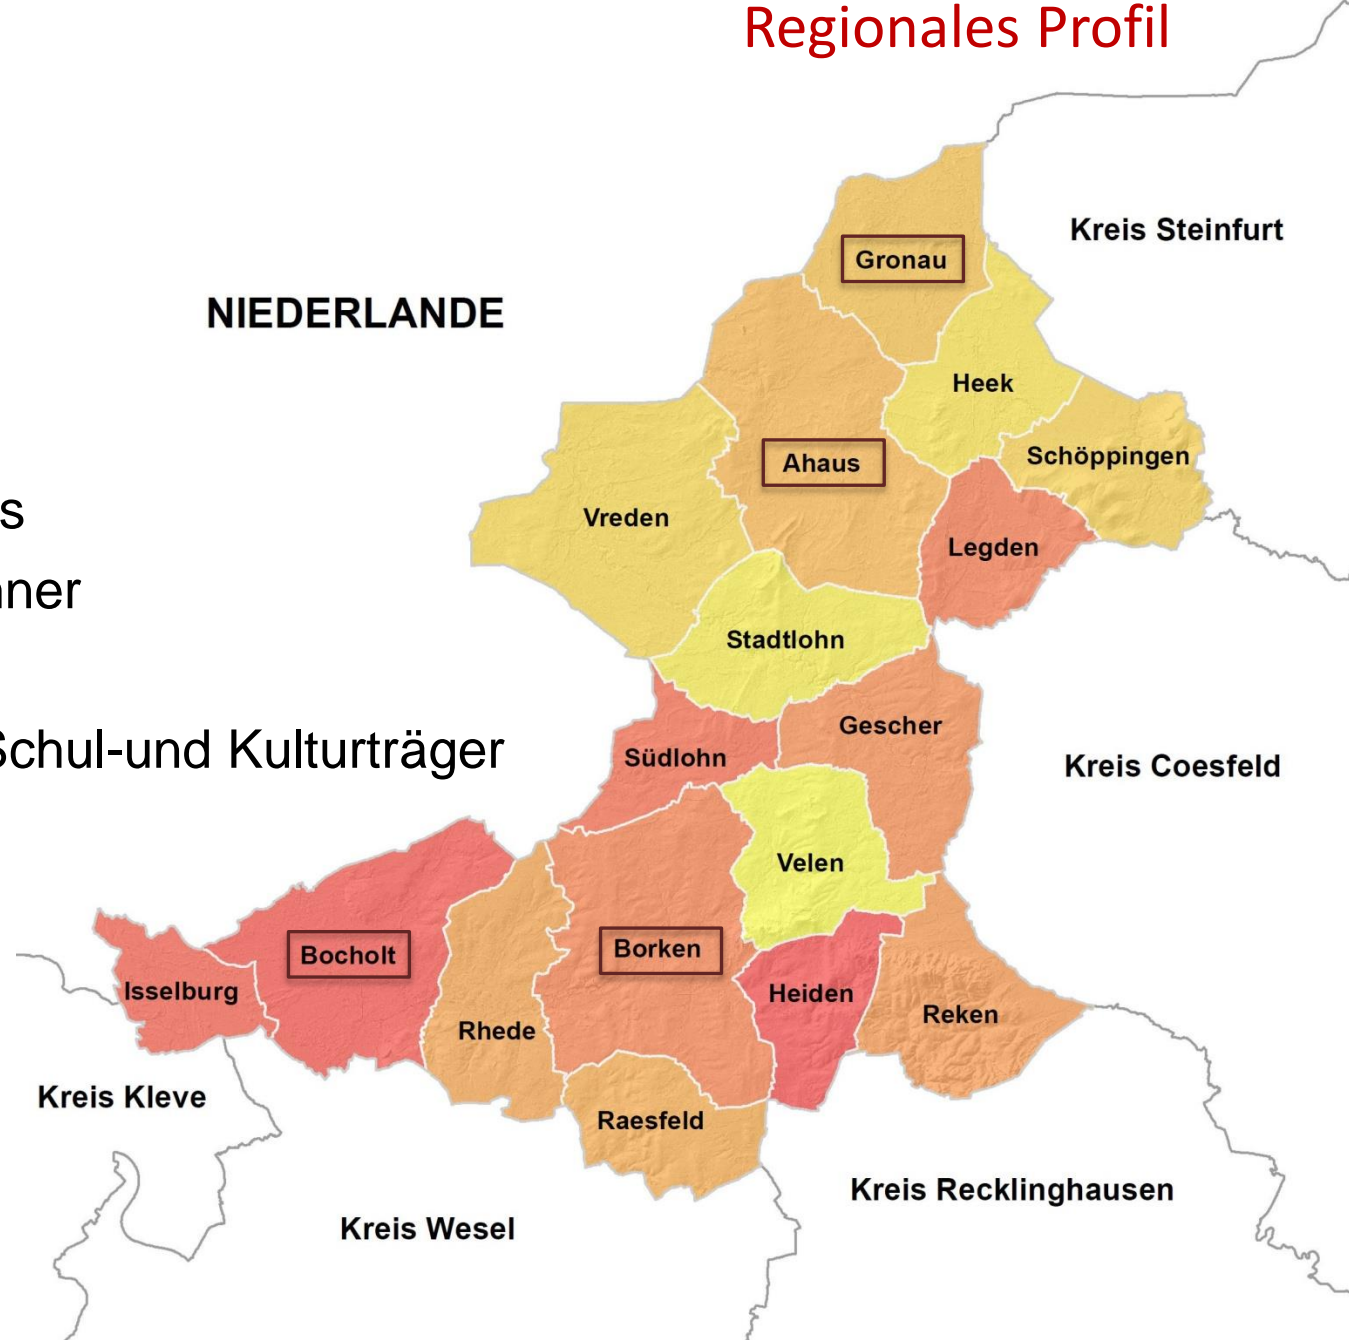 Regionales Profil
Kreis Steinfurt
Gronau
NIEDERLANDE
Heek
Schöppingen
Ahaus
s
Vreden
Legden
ner
Stadtlohn
Gescher
Schul-und Kulturträger
Südlohn
Kreis Coesfeld
Velen
Borken
Bocholt
Isselburg
Heiden
Reken
Rhede
Kreis Kleve
Raesfeld
Kreis Recklinghausen
Kreis Wesel